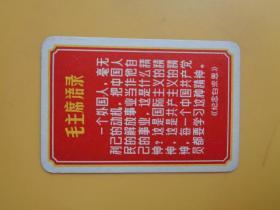 毛主席语录
一个外国人，毫无
利己的动机，把中国人
民的解放事业当作他自
己的事业，这是什么精
神？这是国际主义的精
神，这是共产主义的精
神，每一个中国共产党
员都要学习这种精神。
《纪念白求恩》